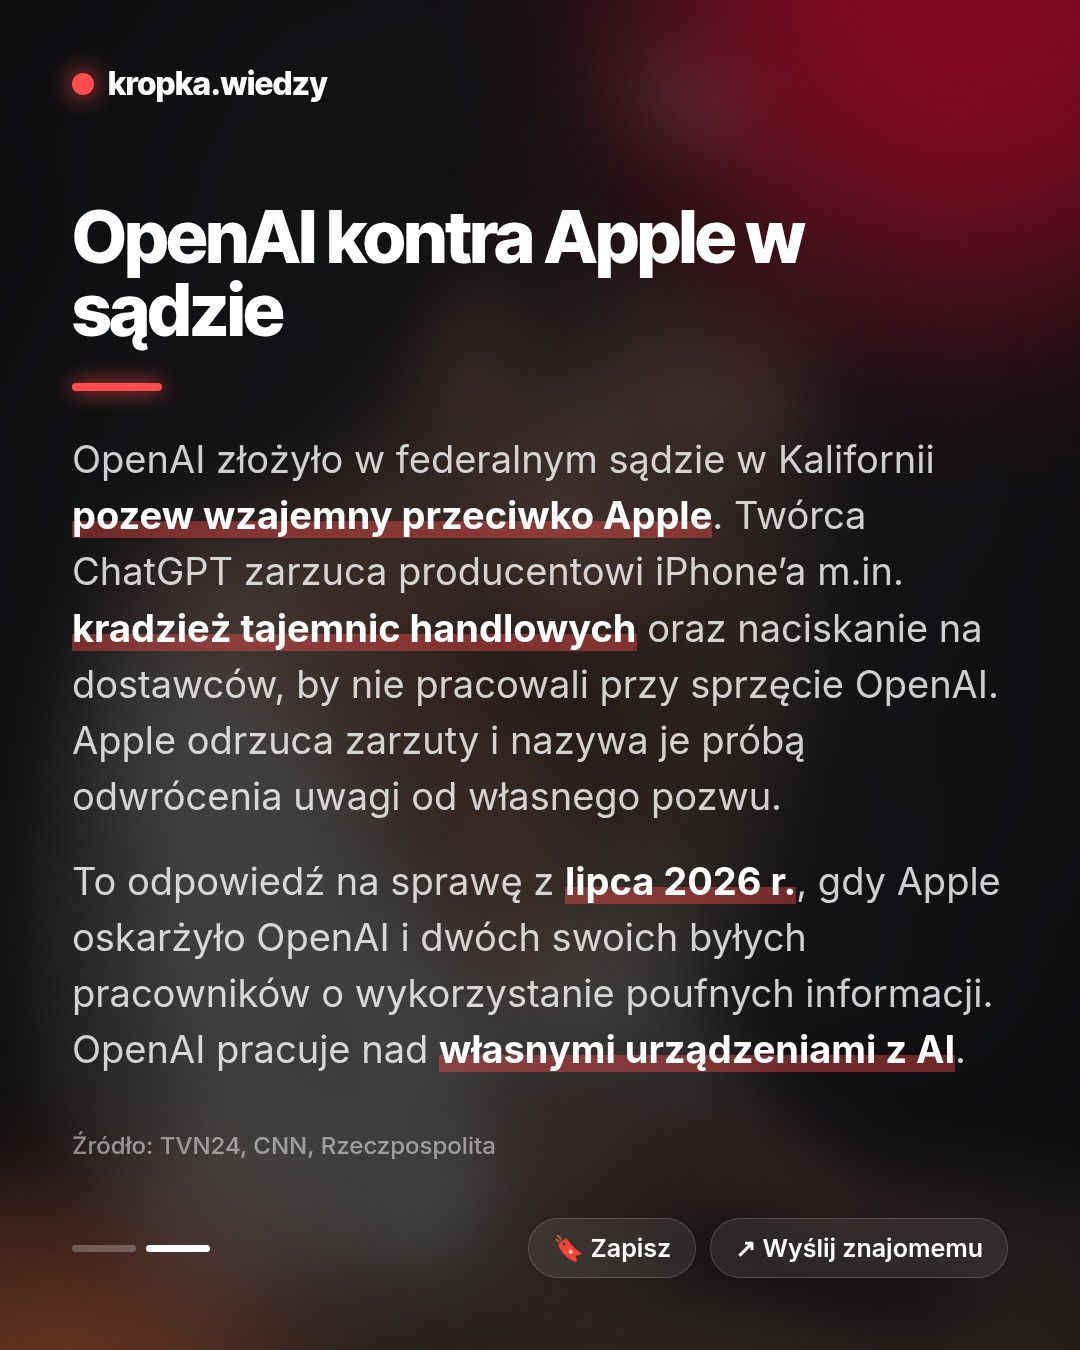 kropka.wiedzy
OpenAI kontra Apple w
sądzie
OpenAI złożyło w federalnym sądzie w Kalifornii
pozew wzajemny przeciwko Apple. Twórca
ChatGPT zarzuca producentowi iPhone’a m.in.
kradzież tajemnic handlowych oraz naciskanie na
dostawców, by nie pracowali przy sprzęcie OpenAI.
Apple odrzuca zarzuty i nazywa je próbą
odwrócenia uwagi od własnego pozwu.
To odpowiedź na sprawę z lipca 2026 r., gdy Apple
oskarżyło OpenAI i dwóch swoich byłych
pracowników o wykorzystanie poufnych informacji.
OpenAI pracuje nad własnymi urządzeniami z AI.
Źródło: TVN24, CNN, Rzeczpospolita
🔖 Zapisz
↗ Wyślij znajomemu